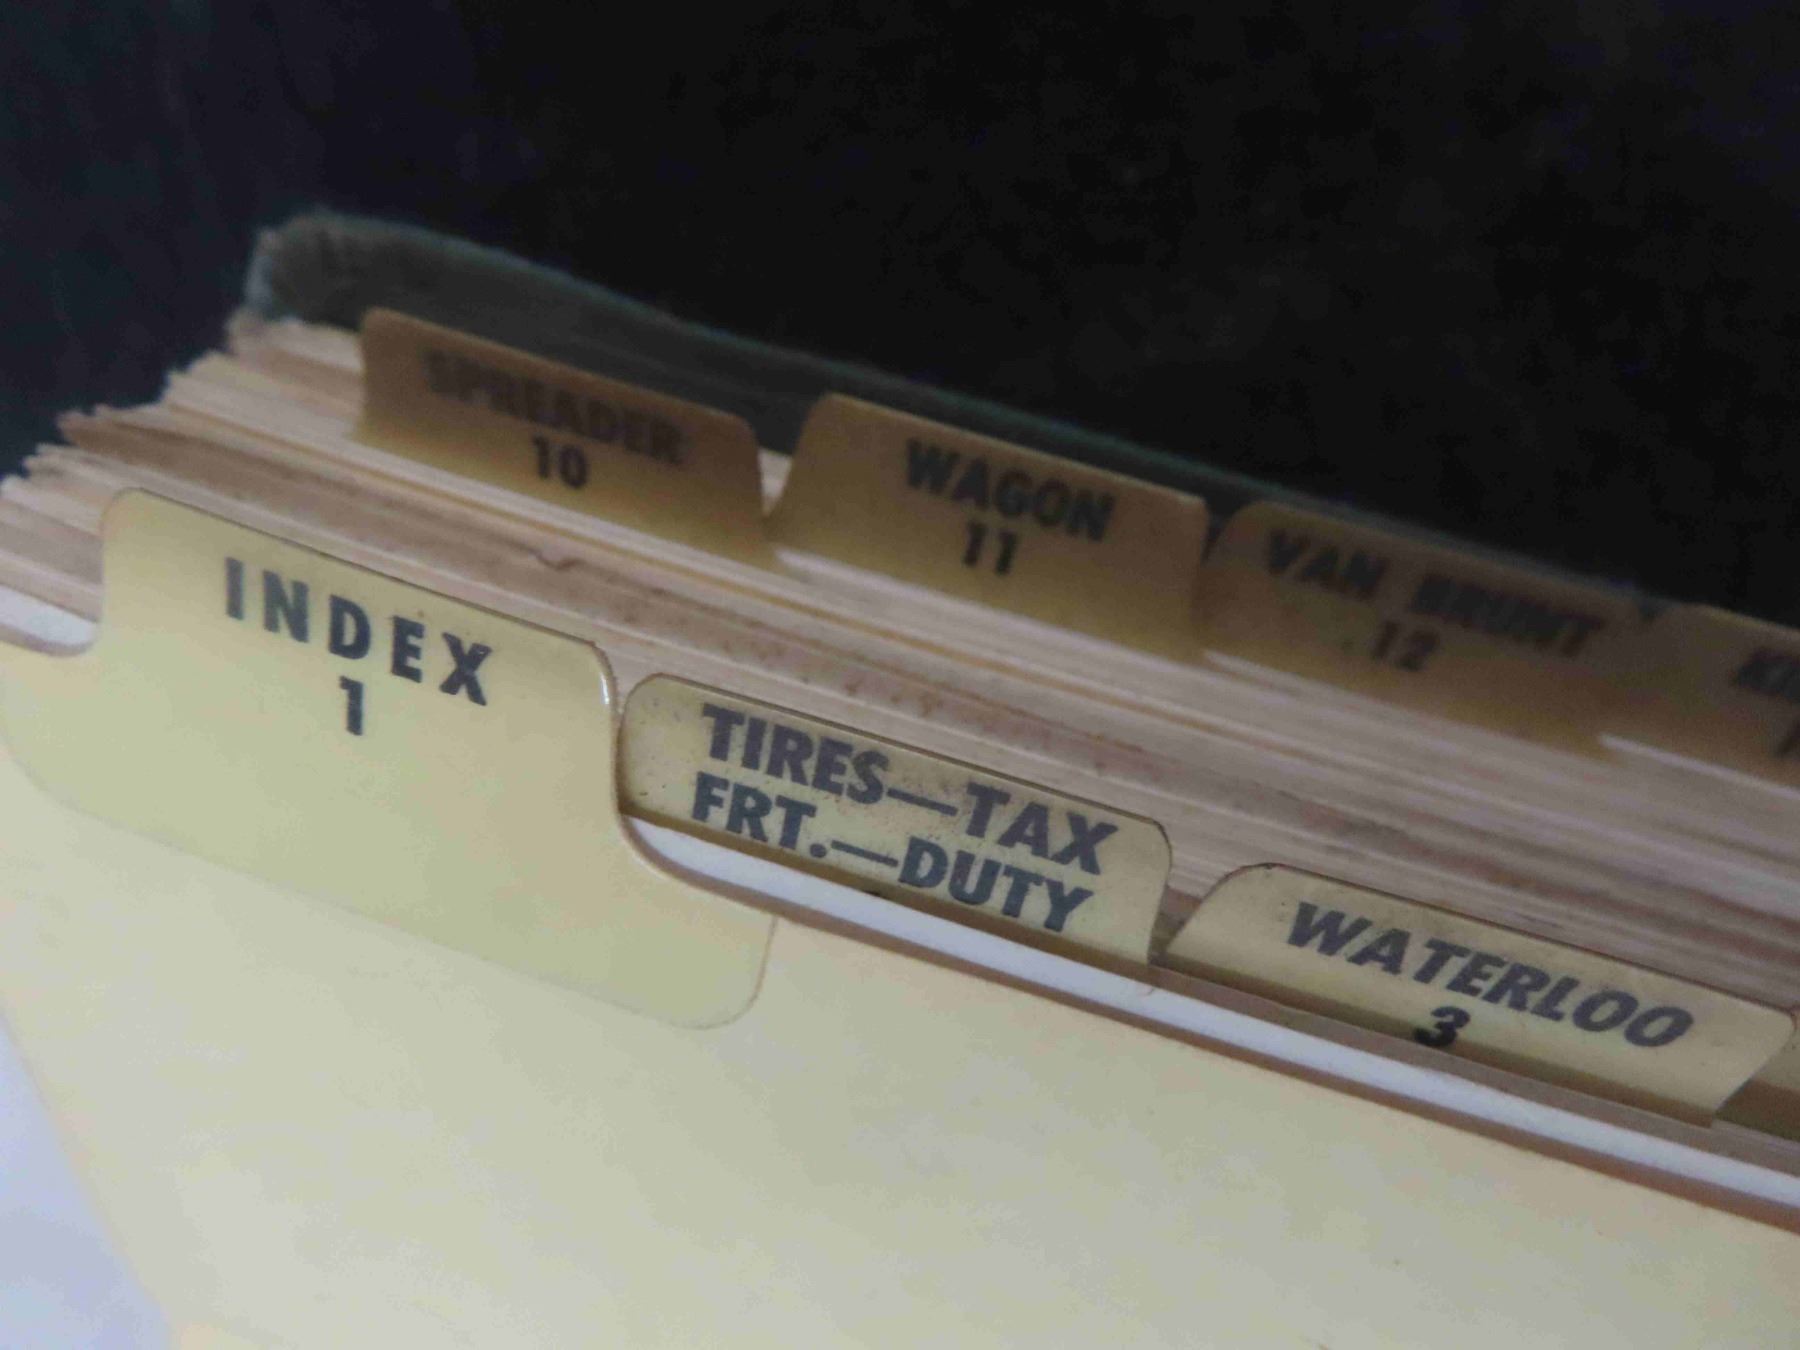 SPREADER
10
WAGON
11
VAN BRUNT
12
INDEX
1
TIRES—TAX
FRT.—DUTY
WATERLOO
3